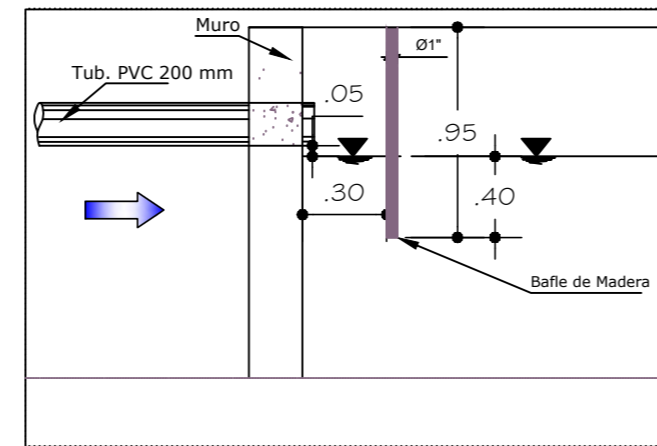 Muro
Ø1"
Tub. PVC 200 mm
.05
.95
.30
.40
Bafle de Madera